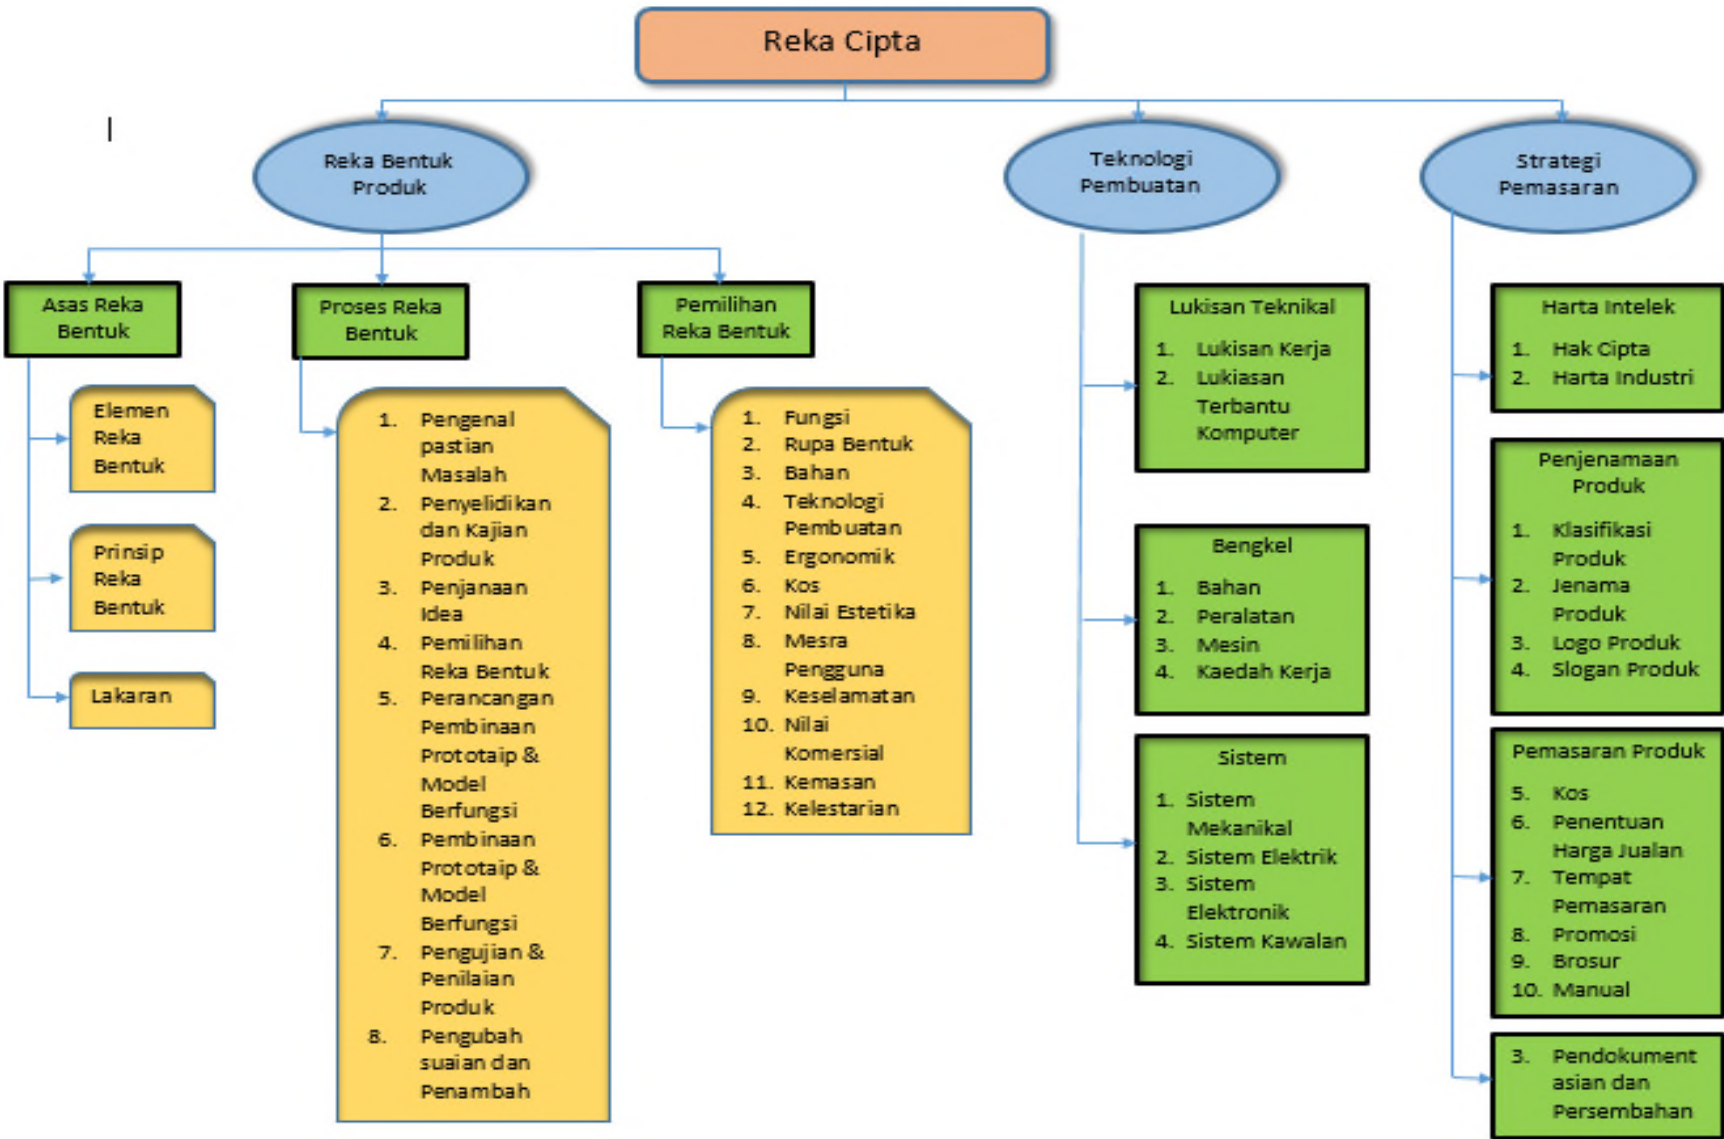 Reka Cipta
Reka Bentuk
Produk
Teknologi
Pembuatan
Strategi
Pemasaran
Asas Reka
Bentuk
Elemen
Reka
Bentuk
Prinsip
Reka
Bentuk
Lakaran
Proses Reka
Bentuk
1. Pengenal
pastian
Masalah
2. Penyelidikan
dan Kajian
Produk
3. Penjanaan
Idea
4. Pemilihan
Reka Bentuk
5. Perancangan
Pembinaan
Prototaip &
Model
Berfungsi
6. Pembinaan
Prototaip &
Model
Berfungsi
7. Pengujian &
Penilaian
Produk
8. Pengubah
suaian dan
Penambah
Pemilihan
Reka Bentuk
1. Fungsi
2. Rupa Bentuk
3. Bahan
4. Teknologi
Pembuatan
5. Ergonomik
6. Kos
7. Nilai Estetika
8. Mesra
Pengguna
9. Keselamatan
10. Nilai
Komersial
11. Kemasan
12. Kelestarian
Lukisan Teknikal
1. Lukisan Kerja
2. Lukiasan
Terbantu
Komputer
Bengkel
1. Bahan
2. Peralatan
3. Mesin
4. Kaedah Kerja
Sistem
1. Sistem
Mekanikal
2. Sistem Elektrik
3. Sistem
Elektronik
4. Sistem Kawalan
Harta Intelek
1. Hak Cipta
2. Harta Industri
Penjenamaan
Produk
1. Klasifikasi
Produk
2. Jenama
Produk
3. Logo Produk
4. Slogan Produk
Pemasaran Produk
5. Kos
6. Penentuan
Harga Jualan
7. Tempat
Pemasaran
8. Promosi
9. Brosur
10. Manual
3. Pendokument
asian dan
Persembahan